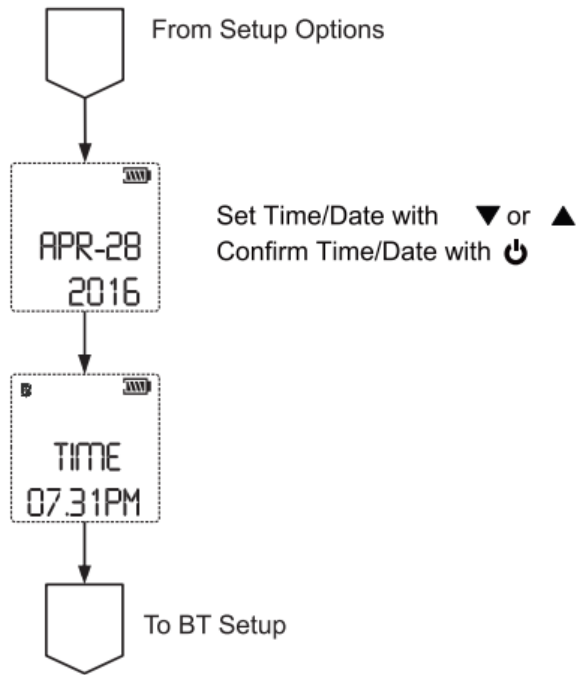 From Setup Options
APR-28
2016
Set Time/Date with ▼ or ▲
Confirm Time/Date with ⏻
TIME
07.31PM
To BT Setup